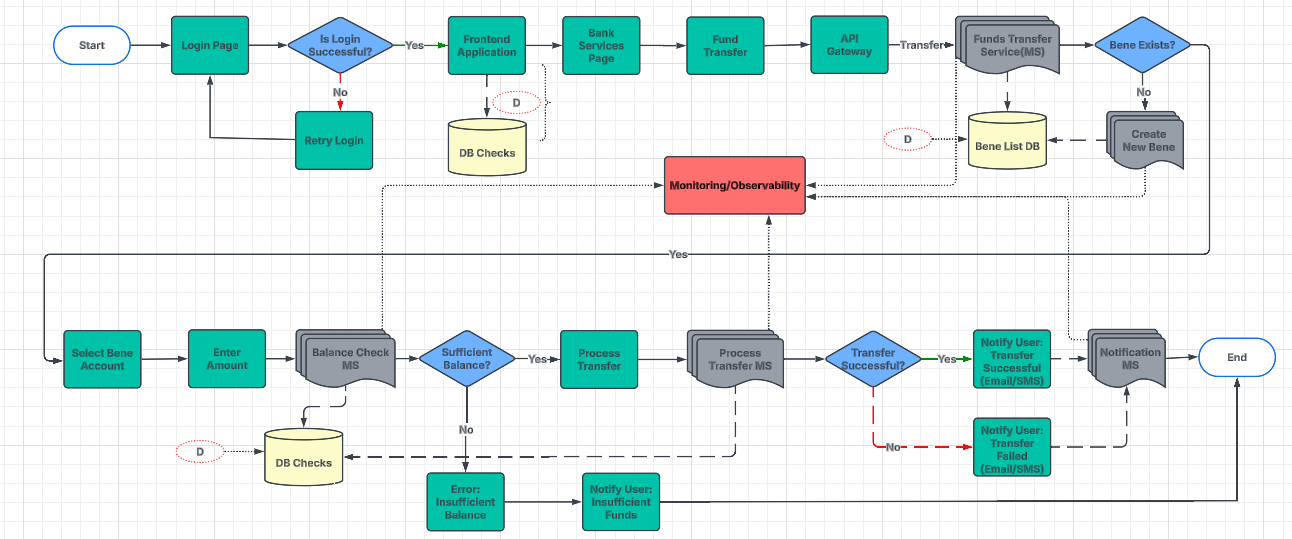 Start
Login Page
Is Login
Successful?
Yes
Frontend
Application
Bank
Services
Page
Fund
Transfer
API
Gateway
Transfer
Funds Transfer
Service(MS)
Bene Exists?
No
Retry Login
D
DB Checks
D
Bene List DB
No
Create
New Bene
Monitoring/Observability
Yes
Select Bene
Account
Enter
Amount
Balance Check
MS
Sufficient
Balance?
Yes
Process
Transfer
Process
Transfer MS
Transfer
Successful?
Yes
Notify User:
Transfer
Successful
(Email/SMS)
Notification
MS
End
D
DB Checks
No
No
Notify User:
Transfer
Failed
(Email/SMS)
Error:
Insufficient
Balance
Notify User:
Insufficient
Funds